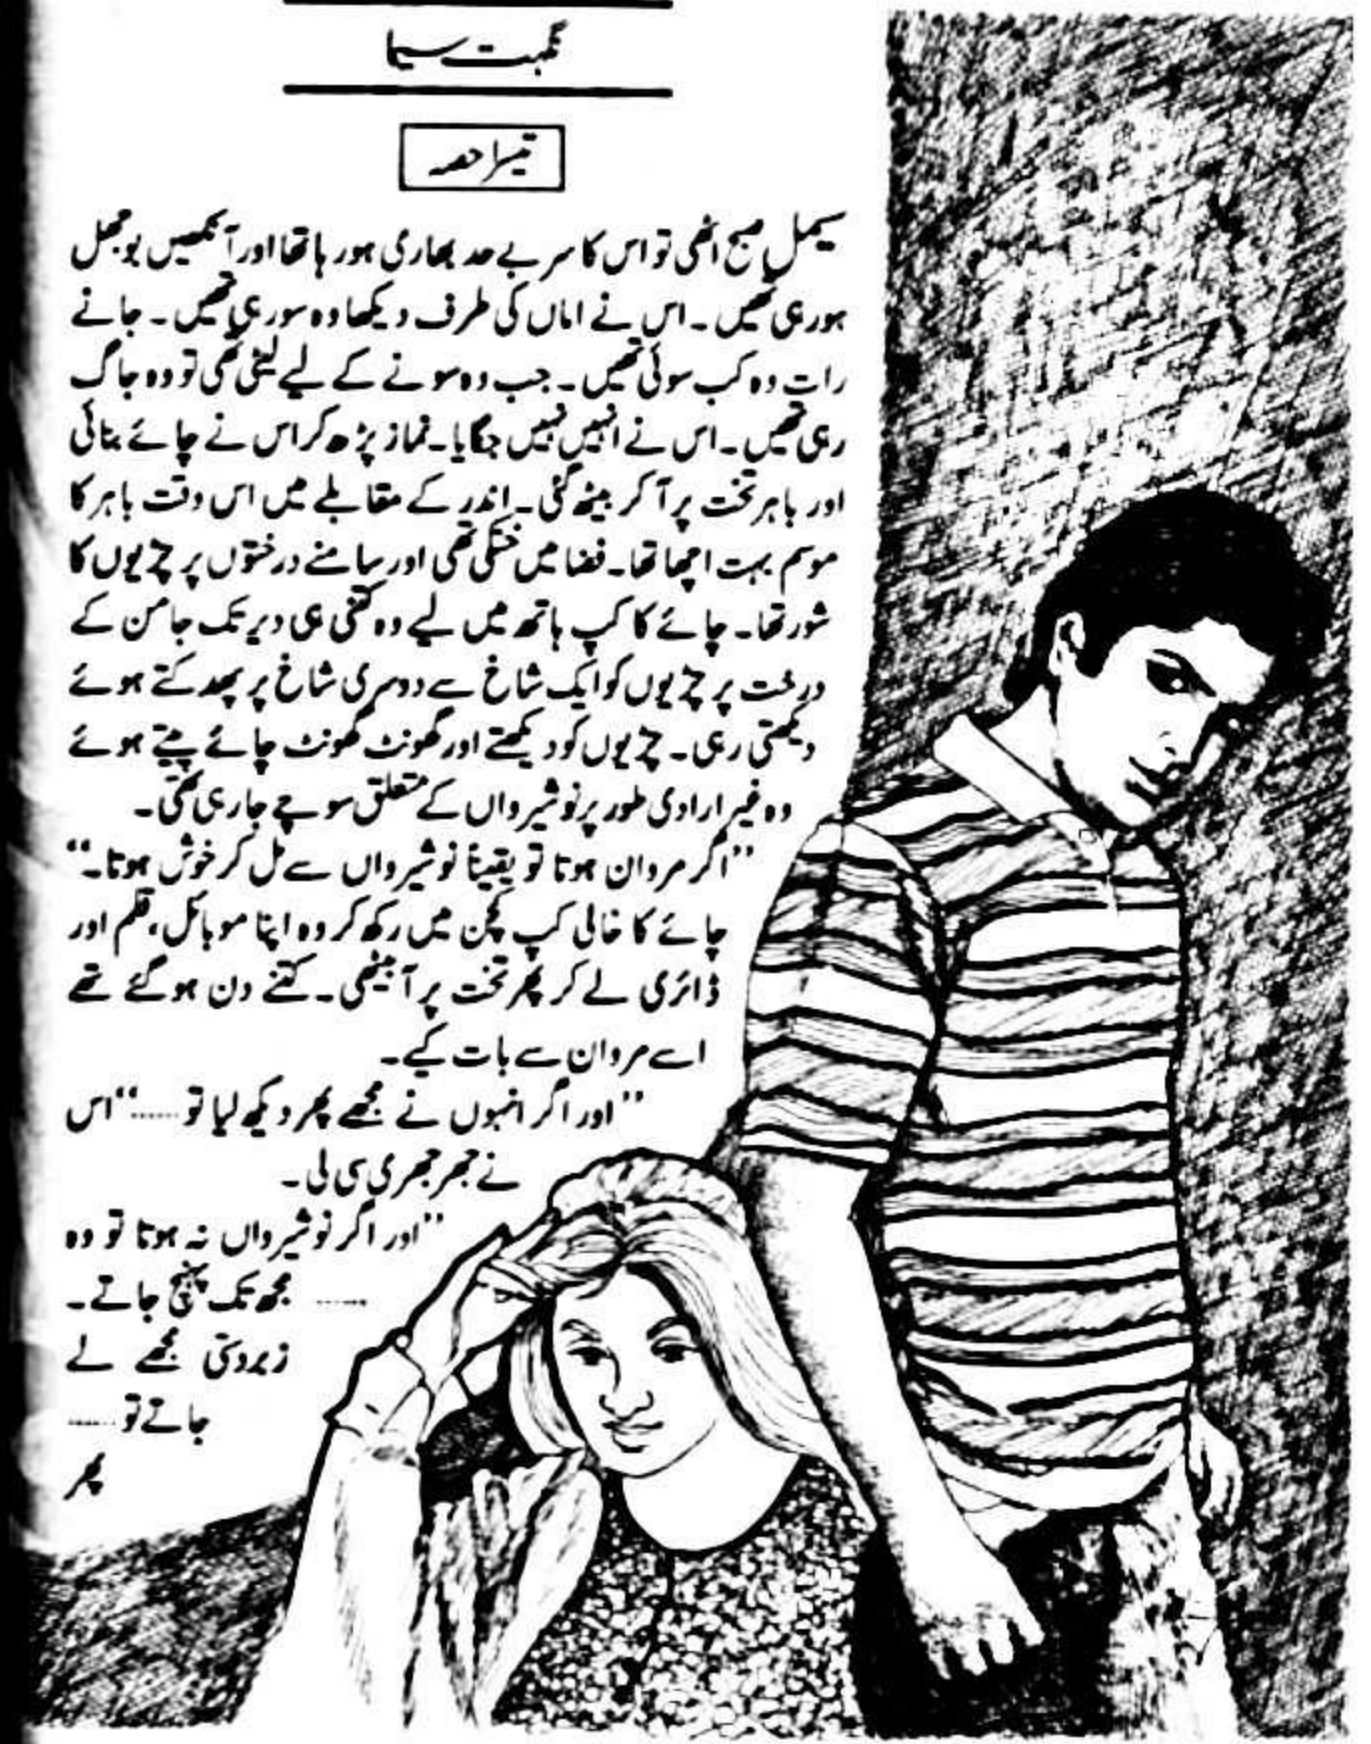 نگہت سیما
تیسرا حصہ
سیمل صبح اٹھی تو اس کا سر بے حد بھاری ہو رہا تھا اور آنکھیں بوجھل
ہو رہی تھیں۔ اس نے اماں کی طرف دیکھا وہ سو رہی تھیں۔ جانے
رات وہ کب سوئی تھیں۔ جب وہ سونے کے لیے لیٹی تھی تو وہ جاگ
رہی تھیں۔ اس نے انہیں نہیں جگایا۔ نماز پڑھ کر اس نے چائے بنائی
اور باہر تخت پر آ کر بیٹھ گئی۔ اندر کے مقابلے میں اس وقت باہر کا
موسم بہت اچھا تھا۔ فضا میں خنکی تھی اور سامنے درختوں پر چڑیوں کا
شور تھا۔ چائے کا کپ ہاتھ میں لیے وہ کتنی ہی دیر تک جامن کے
درخت پر چڑیوں کو ایک شاخ سے دوسری شاخ پر پھدکتے ہوئے
دیکھتی رہی۔ چڑیوں کو دیکھتے اور گھونٹ گھونٹ چائے پیتے ہوئے
وہ غیر ارادی طور پر نوشیرواں کے متعلق سوچے جا رہی تھی۔
”اگر مروان ہوتا تو یقیناً نوشیرواں سے مل کر خوش ہوتا۔“
چائے کا خالی کپ کچن میں رکھ کر وہ اپنا موبائل، قلم اور
ڈائری لے کر پھر تخت پر آ بیٹھی۔ کتنے دن ہو گئے تھے
اسے مروان سے بات کیے۔
”اور اگر انہوں نے مجھے پھر دیکھ لیا تو ......“ اس
نے جھرجھری سی لی۔
”اور اگر نوشیرواں نہ ہوتا تو وہ
...... مجھ تک پہنچ جاتے۔
زبردستی مجھے لے
جاتے تو ......
پھر